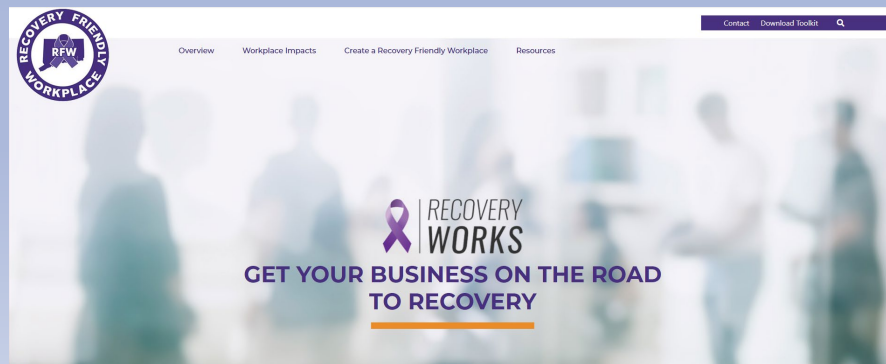 RECOVERY FRIENDLY
RFW
WORKPLACE
Contact Download Toolkit
Overview Workplace Impacts Create a Recovery Friendly Workplace Resources
RECOVERY
WORKS
GET YOUR BUSINESS ON THE ROAD
TO RECOVERY